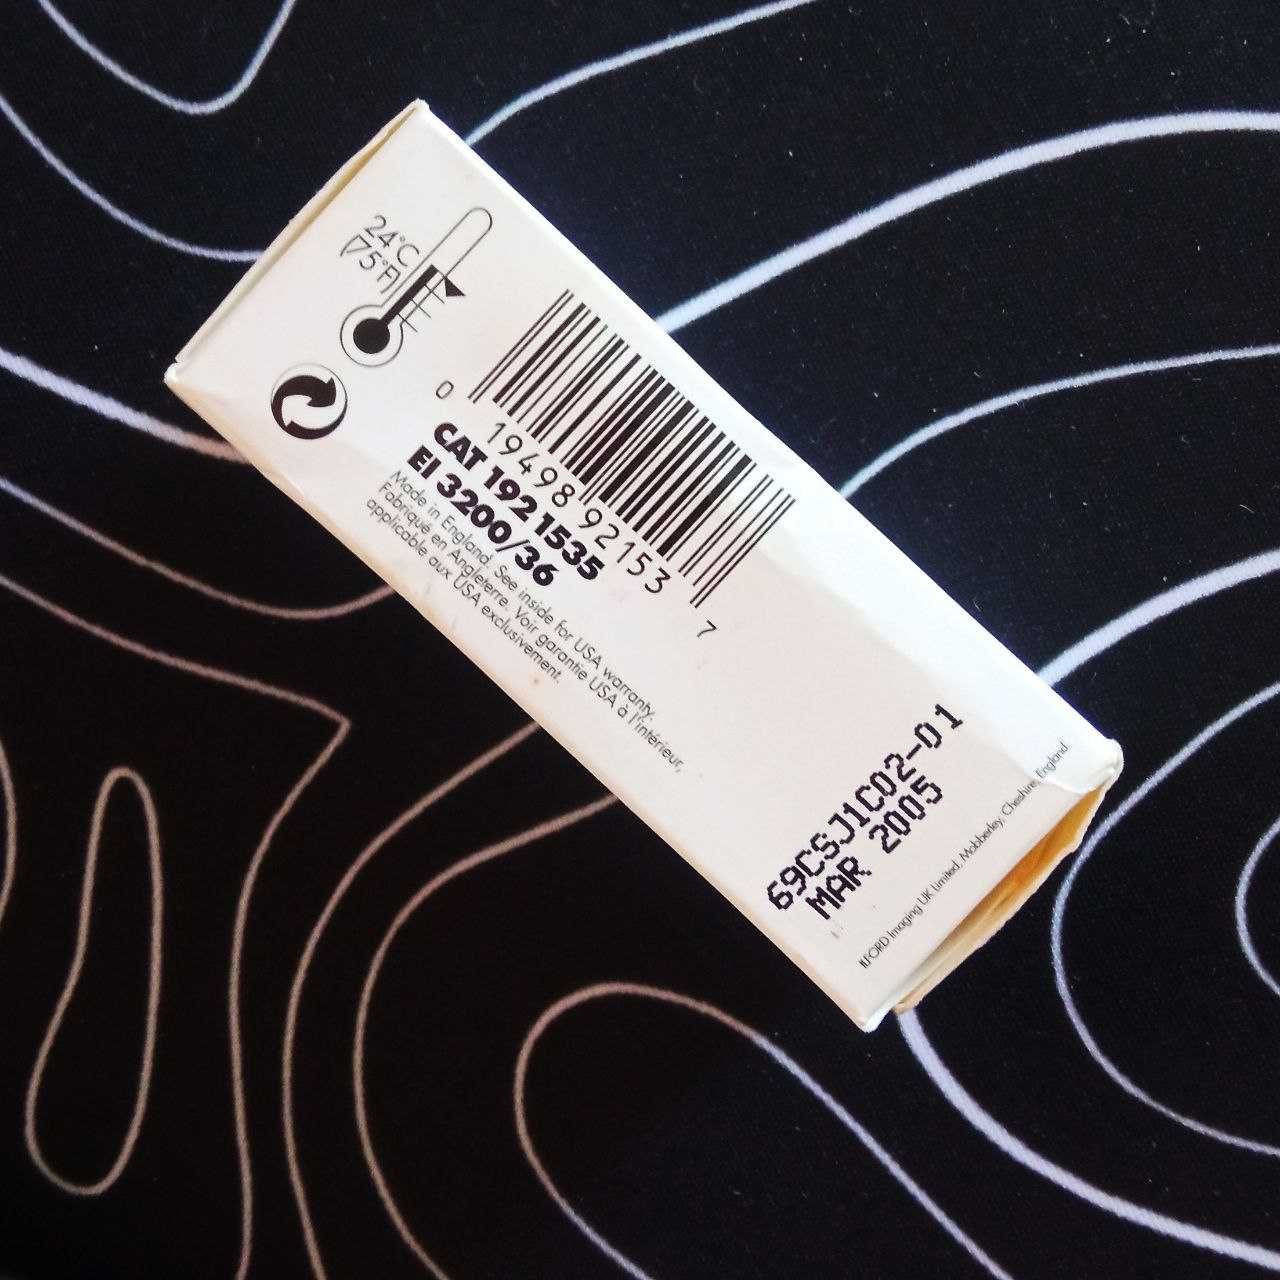 24°C
(75°F)
0 19498 92153 7
CAT 192 1535
EI 3200/36
Made in England. See inside for USA warranty.
Fabriqué en Angleterre. Voir garantie USA à l'intérieur,
applicable aux USA exclusivement.
69CSJ1C02-01
MAR 2005
ILFORD Imaging UK Limited, Mobberley, Cheshire, England